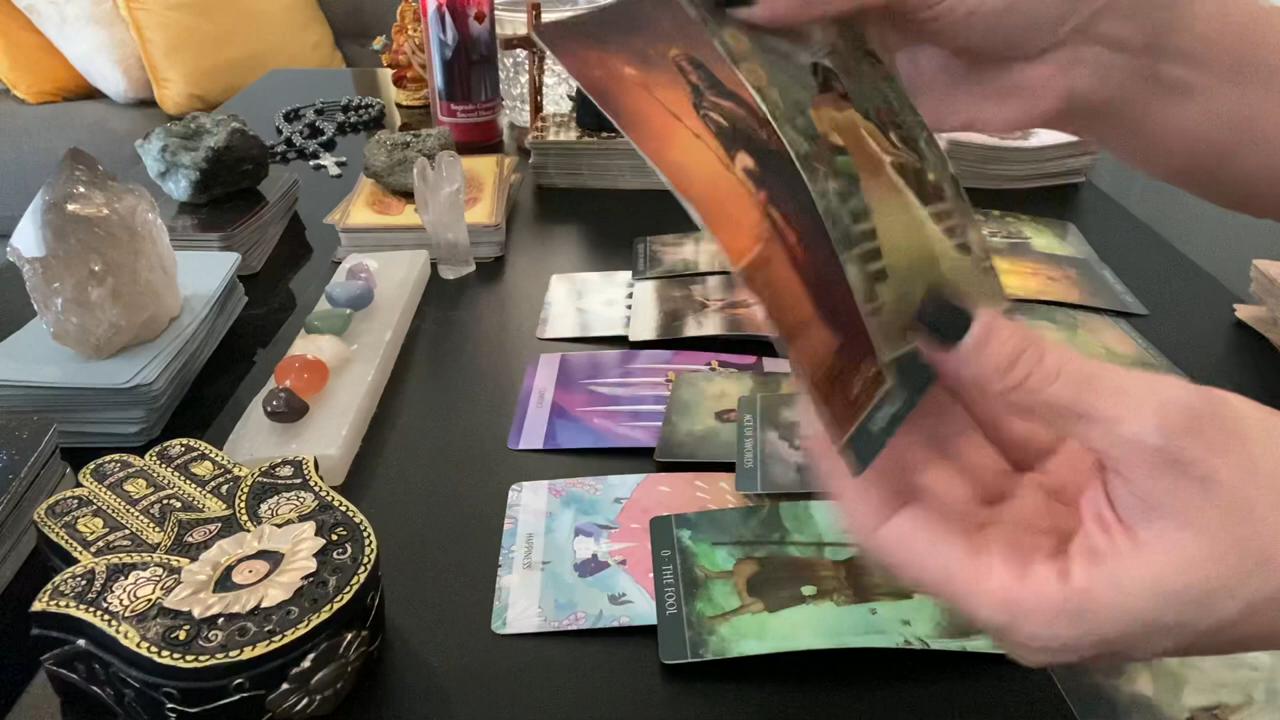 Sagrado Corazón
Sacred Heart
ACE OF SWORDS
HAPPINESS
0 - THE FOOL